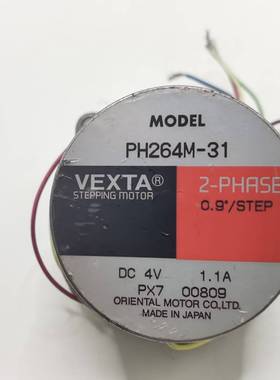 MODEL
PH264M-31
VEXTA® 2-PHASE
STEPPING MOTOR 0.9°/STEP
DC 4V 1.1A
PX7 00809
ORIENTAL MOTOR CO.,LTD.
MADE IN JAPAN